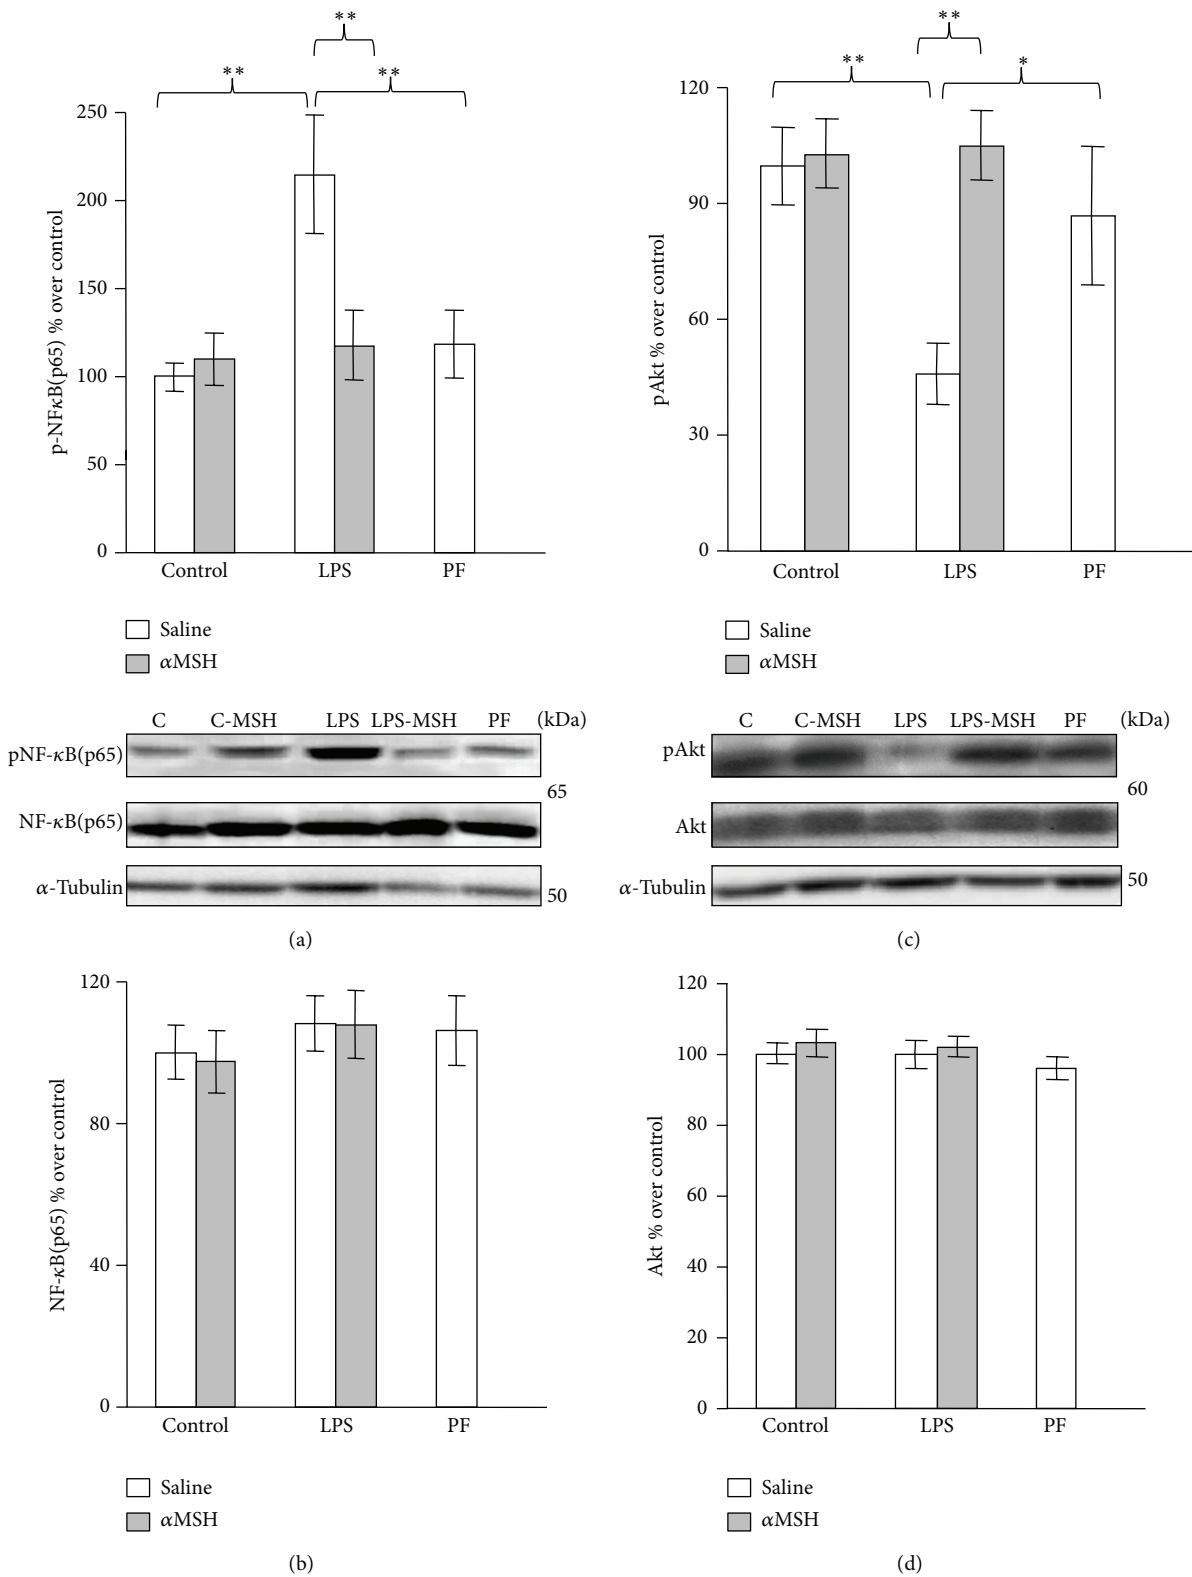 **
**
**
250
200
150
100
50
0
p-NFκB(p65) % over control
Control LPS PF
Saline
αMSH
C C-MSH LPS LPS-MSH PF (kDa)
pNF-κB(p65)
65
NF-κB(p65)
α-Tubulin
50
(a)
**
**
*
120
90
60
30
0
pAkt % over control
Control LPS PF
Saline
αMSH
C C-MSH LPS LPS-MSH PF (kDa)
pAkt
60
Akt
α-Tubulin
50
(c)
120
80
40
0
NF-κB(p65) % over control
Control LPS PF
Saline
αMSH
(b)
120
100
80
60
40
20
0
Akt % over control
Control LPS PF
Saline
αMSH
(d)